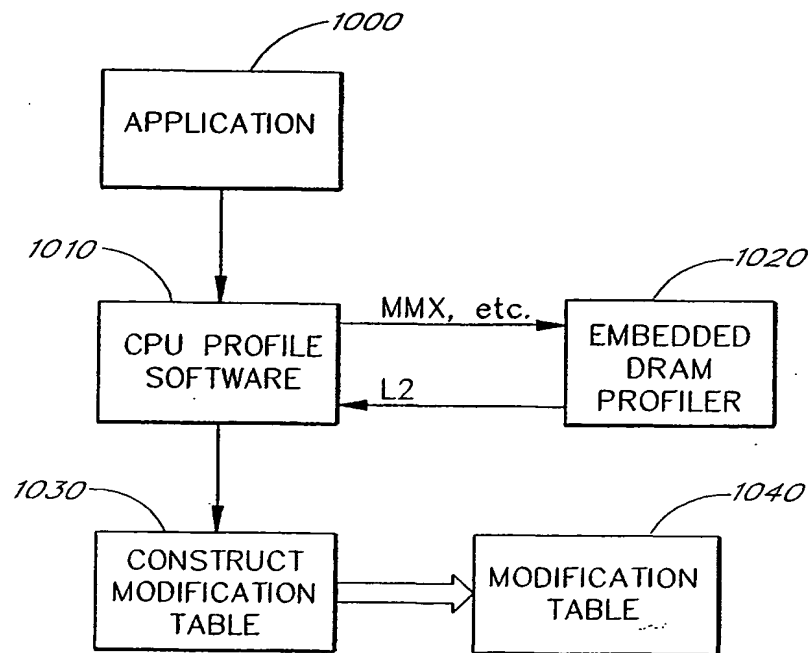 1000
APPLICATION
1010
CPU PROFILE
SOFTWARE
MMX, etc.
L2
1020
EMBEDDED
DRAM
PROFILER
1030
CONSTRUCT
MODIFICATION
TABLE
1040
MODIFICATION
TABLE